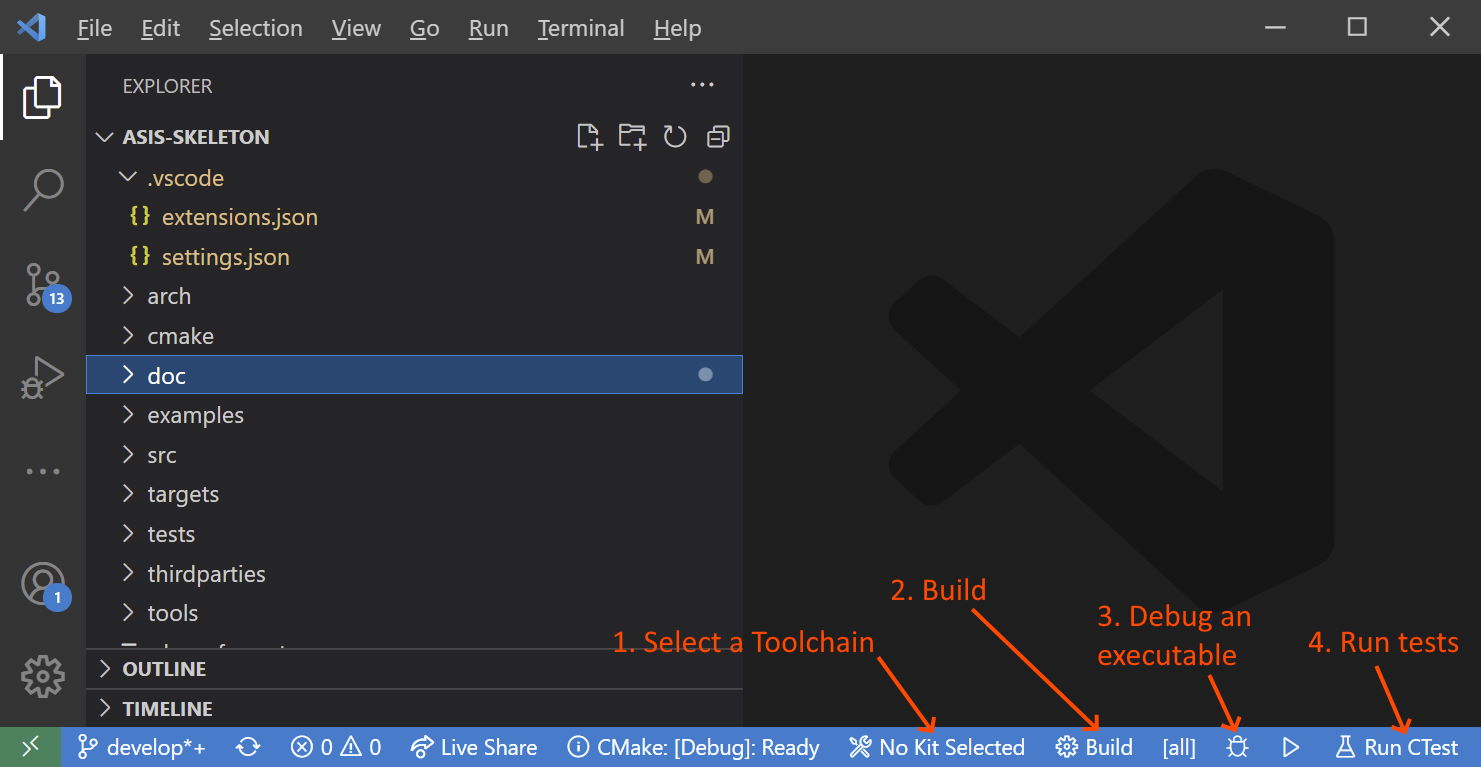 File Edit Selection View Go Run Terminal Help
EXPLORER
ASIS-SKELETON
.vscode
{} extensions.json M
{} settings.json M
arch
13
cmake
doc
examples
src
targets
tests
thirdparties
1
tools
2. Build
3. Debug an
executable
1. Select a Toolchain
4. Run tests
OUTLINE
TIMELINE
develop*+ 0 0 Live Share CMake: [Debug]: Ready No Kit Selected Build [all] Run CTest